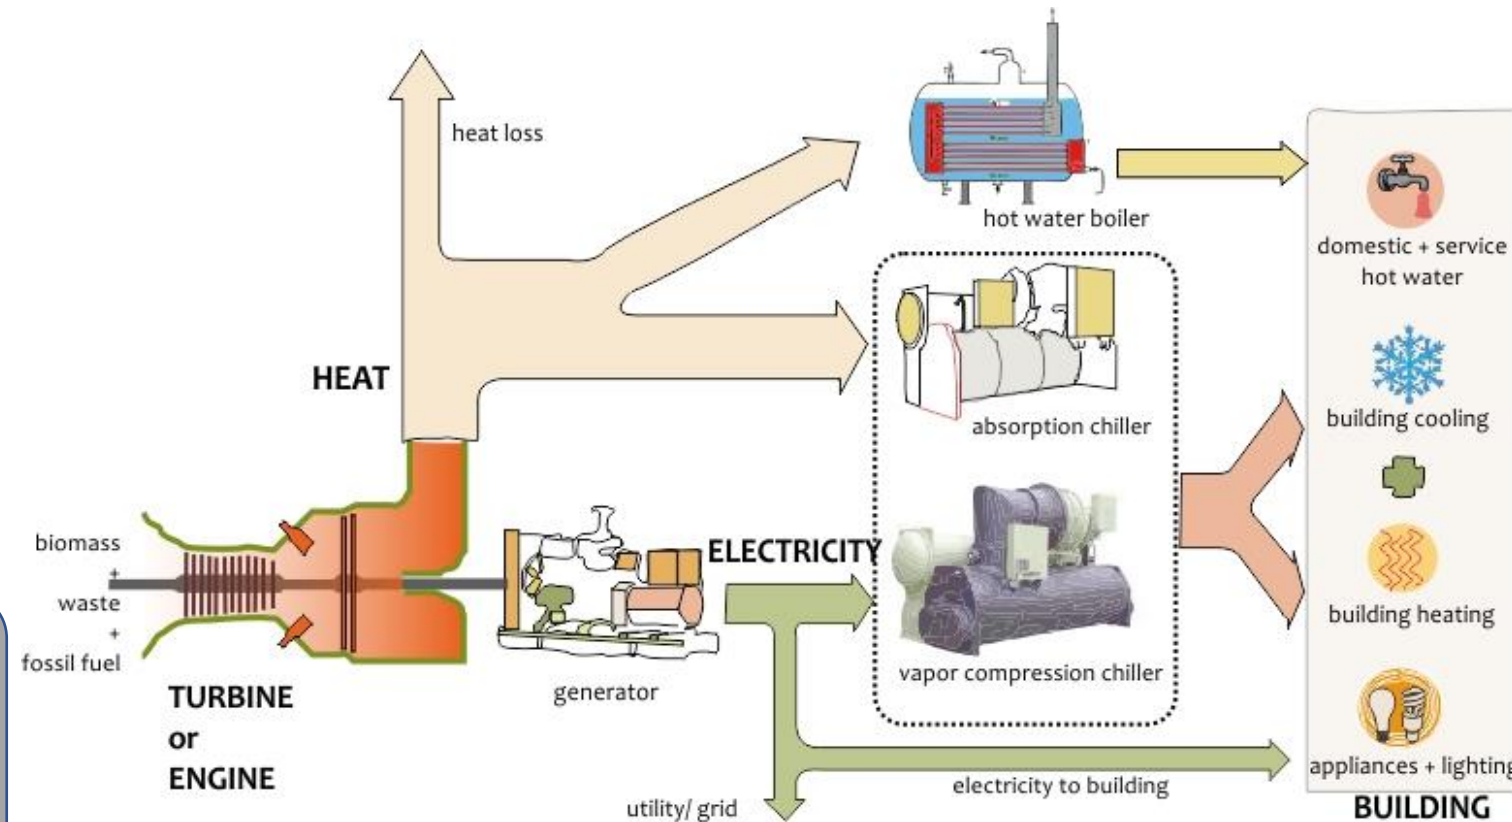 heat loss
hot water boiler
domestic + service
hot water
HEAT
absorption chiller
building cooling
biomass
+
waste
+
fossil fuel
ELECTRICITY
building heating
TURBINE
or
ENGINE
generator
vapor compression chiller
appliances + lighting
electricity to building
utility/ grid
BUILDING